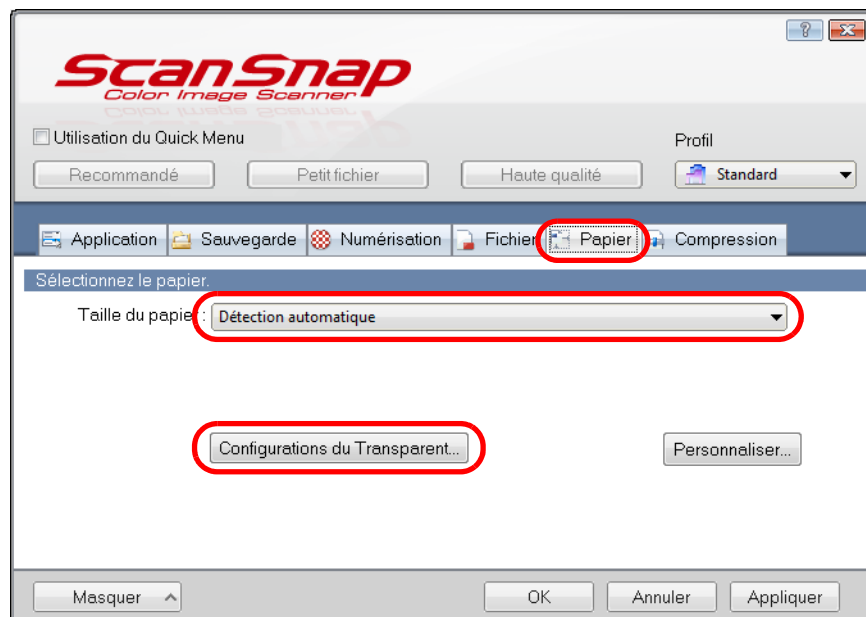 ScanSnap
Color Image Scanner
Utilisation du Quick Menu
Profil
Recommandé Petit fichier Haute qualité Standard
Application Sauvegarde Numérisation Fichier Papier Compression
Sélectionnez le papier.
Taille du papier : Détection automatique
Configurations du Transparent... Personnaliser...
Masquer OK Annuler Appliquer